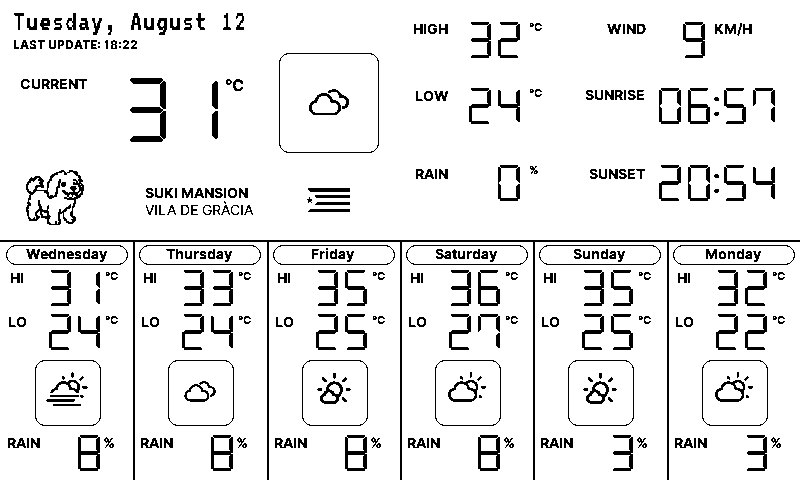 Tuesday, August 12
LAST UPDATE: 18:22
CURRENT 31 °C
HIGH 32 °C
WIND 9 KM/H
LOW 24 °C
SUNRISE 06:57
RAIN 0 %
SUNSET 20:54
SUKI MANSION
VILA DE GRÀCIA
Wednesday
HI 31 °C
LO 24 °C
RAIN 8 %
Thursday
HI 33 °C
LO 24 °C
RAIN 8 %
Friday
HI 35 °C
LO 25 °C
RAIN 8 %
Saturday
HI 36 °C
LO 27 °C
RAIN 8 %
Sunday
HI 35 °C
LO 25 °C
RAIN 3 %
Monday
HI 32 °C
LO 22 °C
RAIN 3 %